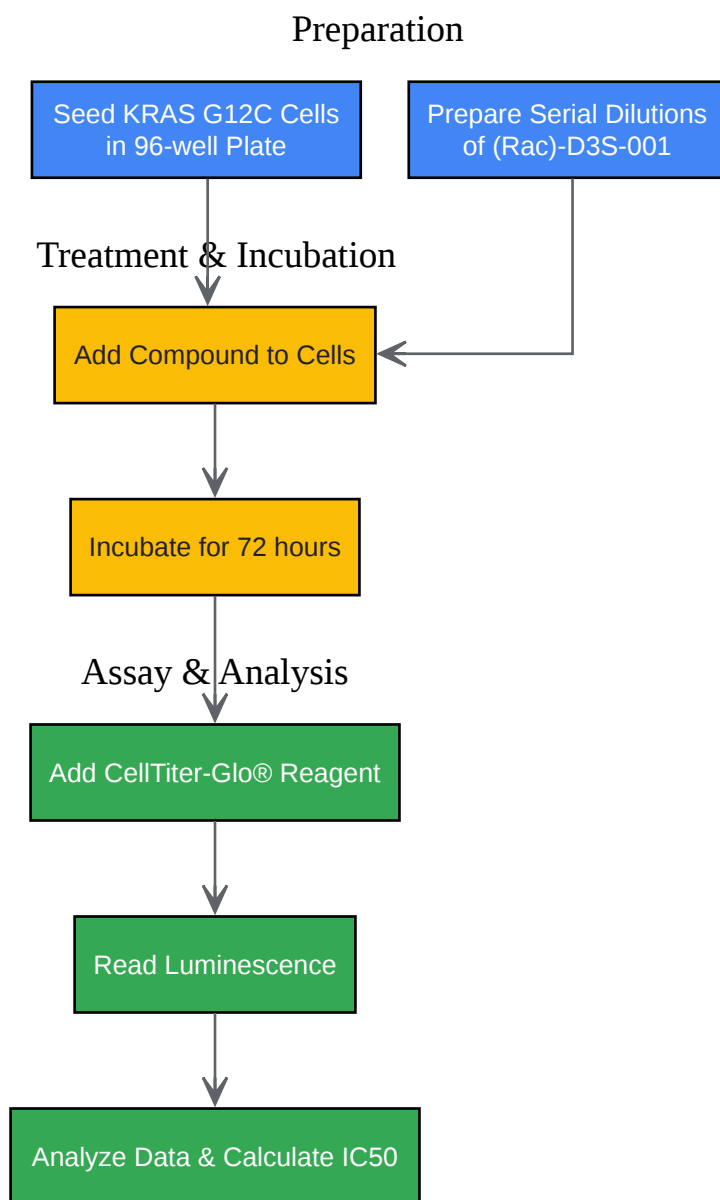 Preparation
Seed KRAS G12C Cells
in 96-well Plate
Prepare Serial Dilutions
of (Rac)-D3S-001
Treatment & Incubation
Add Compound to Cells
Incubate for 72 hours
Assay & Analysis
Add CellTiter-Glo® Reagent
Read Luminescence
Analyze Data & Calculate IC50